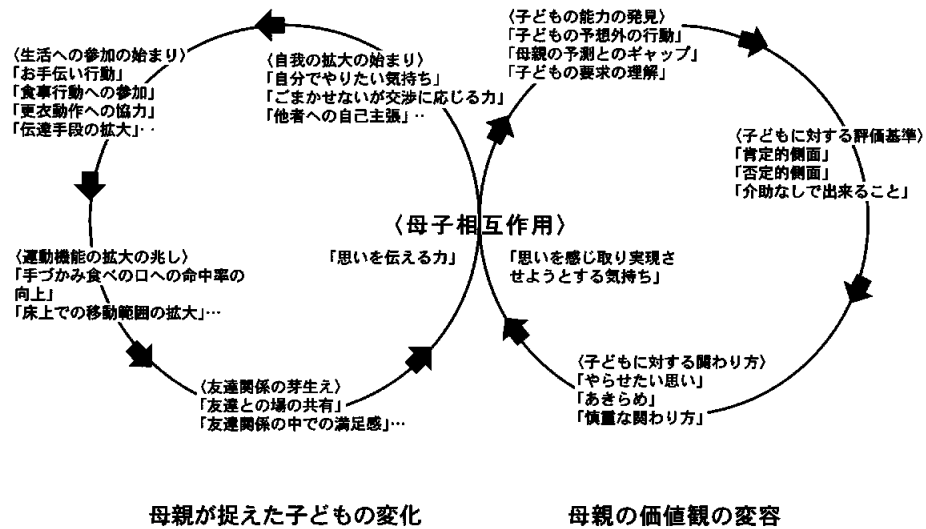 〈生活への参加の始まり〉
「お手伝い行動」
「食事行動への参加」
「更衣動作への協力」
「伝達手段の拡大」‥
〈自我の拡大の始まり〉
「自分でやりたい気持ち」
「ごまかせないが交渉に応じる力」
「他者への自己主張」‥
〈運動機能の拡大の兆し〉
「手づかみ食べの口への命中率の
向上」
「床上での移動範囲の拡大」…
〈友達関係の芽生え〉
「友達との場の共有」
「友達関係の中での満足感」…
〈母子相互作用〉
「思いを伝える力」
「思いを感じ取り実現さ
せようとする気持ち」
〈子どもの能力の発見〉
「子どもの予想外の行動」
「母親の予測とのギャップ」
「子どもの要求の理解」
〈子どもに対する評価基準〉
「肯定的側面」
「否定的側面」
「介助なしで出来ること」
〈子どもに対する関わり方〉
「やらせたい思い」
「あきらめ」
「慎重な関わり方」
母親が捉えた子どもの変化
母親の価値観の変容